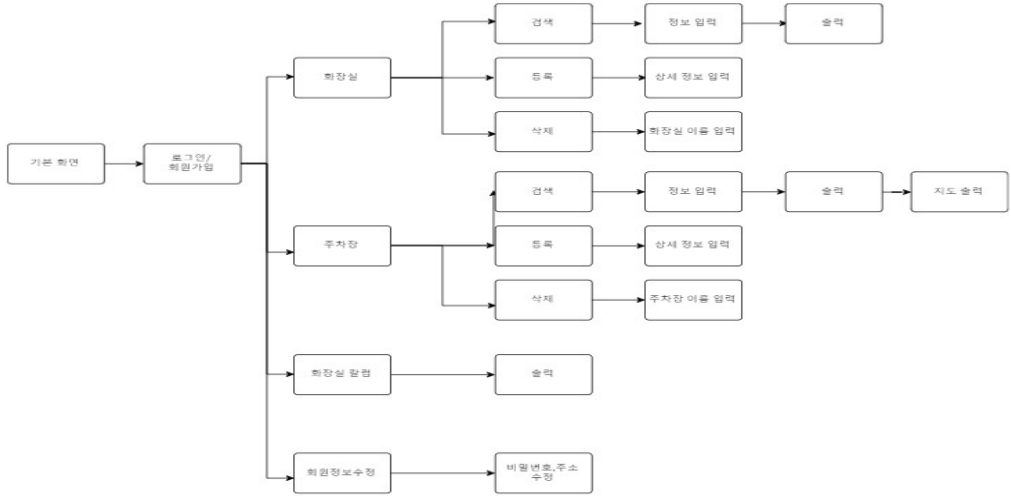 검색
정보 입력
출력
화장실
등록
상세 정보 입력
삭제
화장실 이름 입력
기본 화면
로그인/
회원가입
검색
정보 입력
출력
지도 출력
주차장
등록
상세 정보 입력
삭제
주차장 이름 입력
화장실 칼럼
출력
회원정보수정
비밀번호,주소
수정